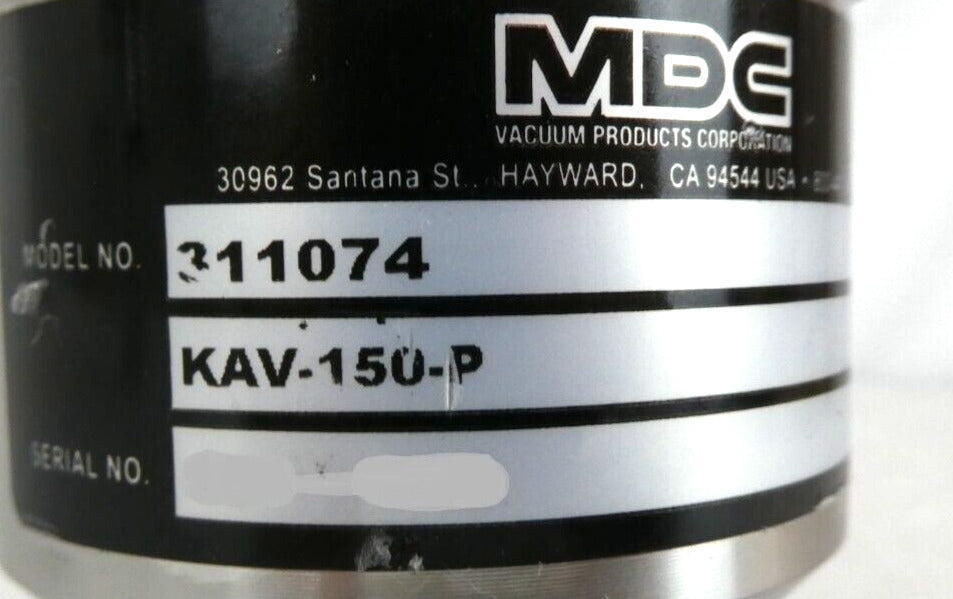 MDC
VACUUM PRODUCTS CORPORATION
30962 Santana St., HAYWARD, CA 94544 USA -
MODEL NO. 311074
KAV-150-P
SERIAL NO.